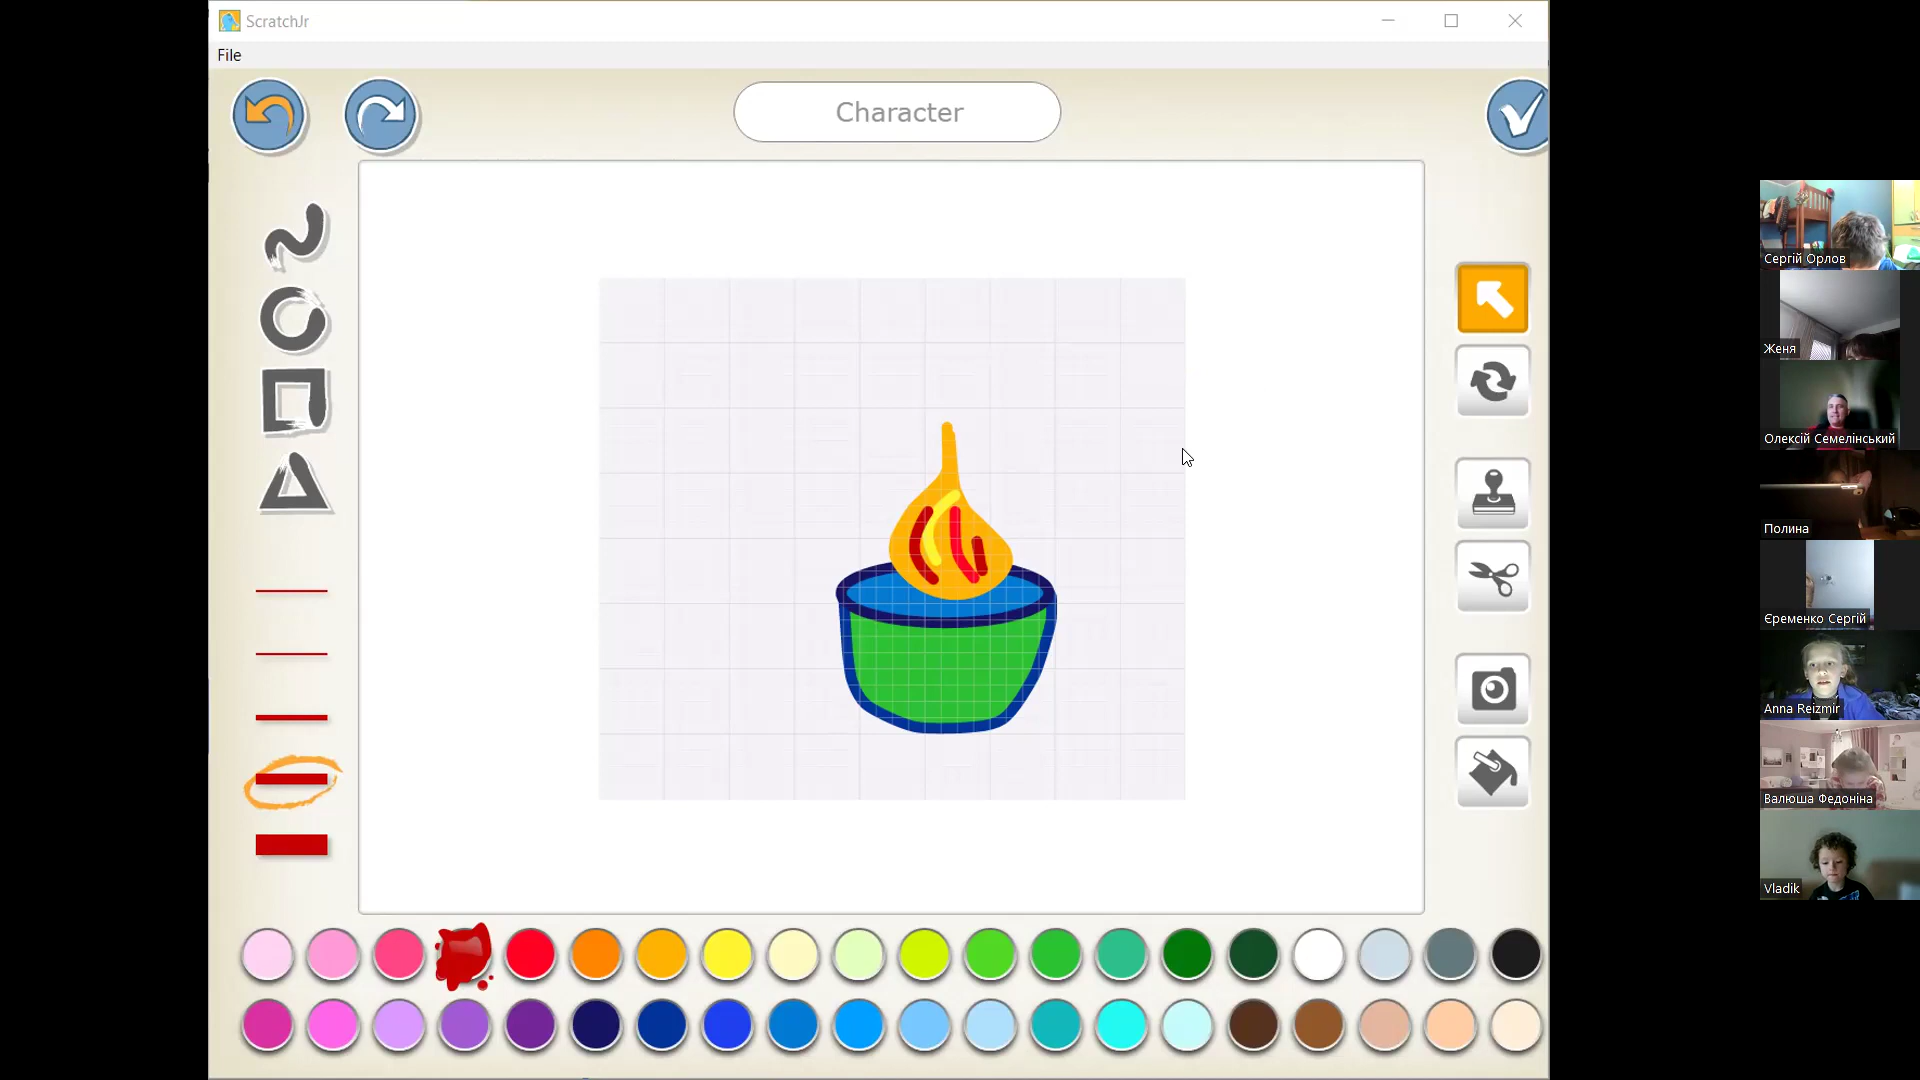 ScratchJr
File
Character
Сергій Орлов
Женя
Олексій Семелінський
Полина
Єременко Сергій
Anna Reizmir
Валюша Федоніна
Vladik